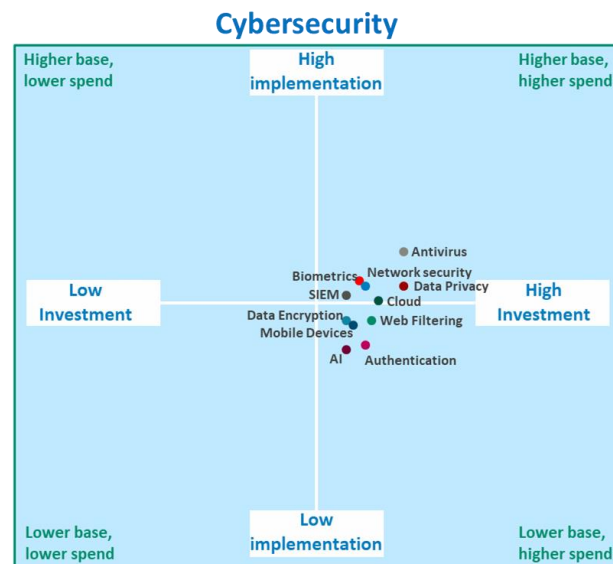 Cybersecurity
Higher base,
lower spend
High
implementation
Higher base,
higher spend
Antivirus
Biometrics
Network security
SIEM
Data Privacy
Low
Investment
Cloud
High
Investment
Data Encryption
Web Filtering
Mobile Devices
AI
Authentication
Lower base,
lower spend
Low
implementation
Lower base,
higher spend